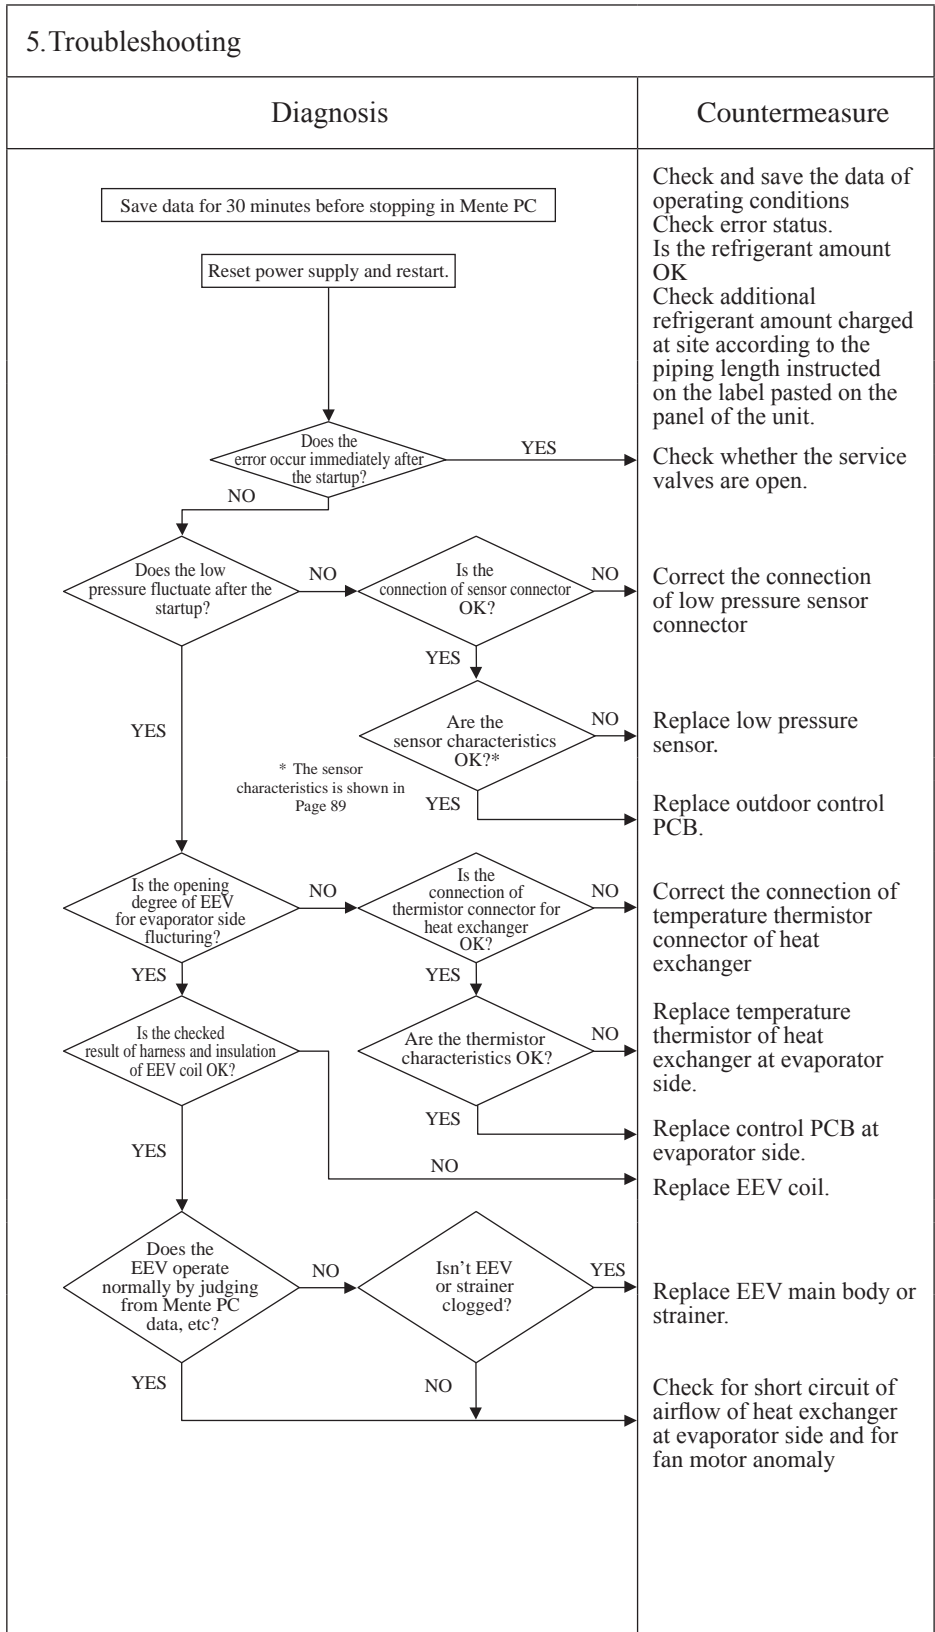 5.Troubleshooting
Diagnosis
Countermeasure
Save data for 30 minutes before stopping in Mente PC
Reset power supply and restart.
Check and save the data of
operating conditions
Check error status.
Is the refrigerant amount
OK
Check additional
refrigerant amount charged
at site according to the
piping length instructed
on the label pasted on the
panel of the unit.
Does the
error occur immediately after
the startup?
YES
Check whether the service
valves are open.
NO
Does the low
pressure fluctuate after the
startup?
NO
Is the
connection of sensor connector
OK?
NO
Correct the connection
of low pressure sensor
connector
YES
YES
Are the
sensor characteristics
OK?*
NO
Replace low pressure
sensor.
* The sensor
characteristics is shown in
Page 89
YES
Replace outdoor control
PCB.
Is the opening
degree of EEV
for evaporator side
flucturing?
NO
Is the
connection of
thermistor connector for
heat exchanger
OK?
NO
Correct the connection of
temperature thermistor
connector of heat
exchanger
YES
YES
Is the checked
result of harness and insulation
of EEV coil OK?
Are the thermistor
characteristics OK?
NO
Replace temperature
thermistor of heat
exchanger at evaporator
side.
YES
YES
Replace control PCB at
evaporator side.
NO
Replace EEV coil.
Does the
EEV operate
normally by judging
from Mente PC
data, etc?
NO
Isn't EEV
or strainer
clogged?
YES
Replace EEV main body or
strainer.
YES
NO
Check for short circuit of
airflow of heat exchanger
at evaporator side and for
fan motor anomaly